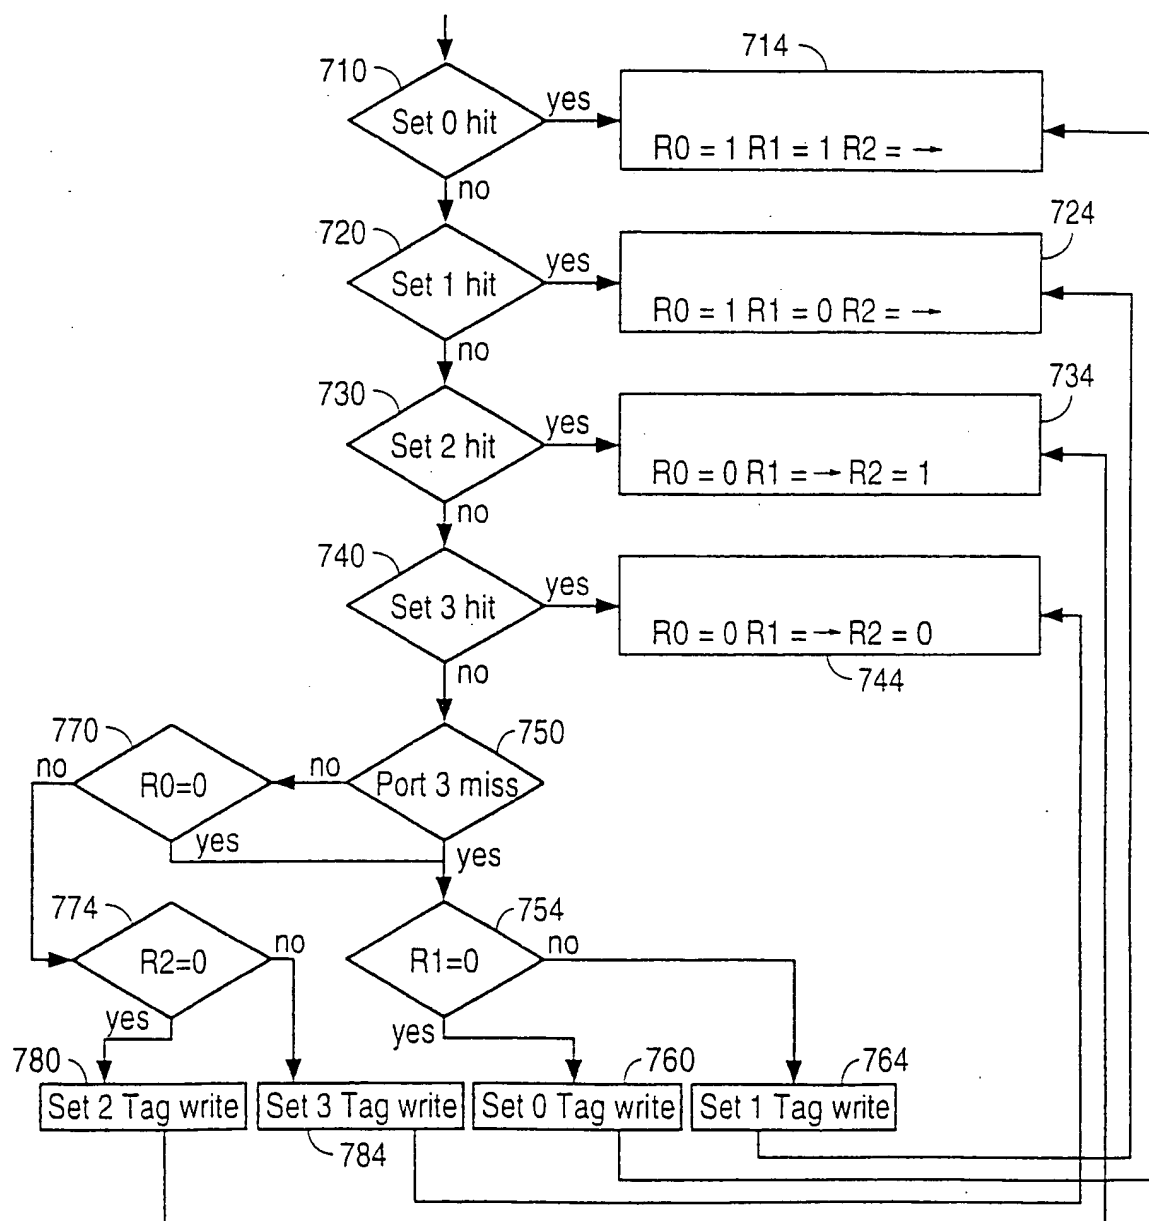 714
710
Set 0 hit
yes
R0 = 1 R1 = 1 R2 = →
no
724
720
Set 1 hit
yes
R0 = 1 R1 = 0 R2 = →
no
734
730
Set 2 hit
yes
R0 = 0 R1 = → R2 = 1
no
740
Set 3 hit
yes
R0 = 0 R1 = → R2 = 0
744
no
770
750
no
R0=0
no
Port 3 miss
yes
yes
774
754
R2=0
no
R1=0
no
yes
yes
780
760
764
Set 2 Tag write
Set 3 Tag write
Set 0 Tag write
Set 1 Tag write
784